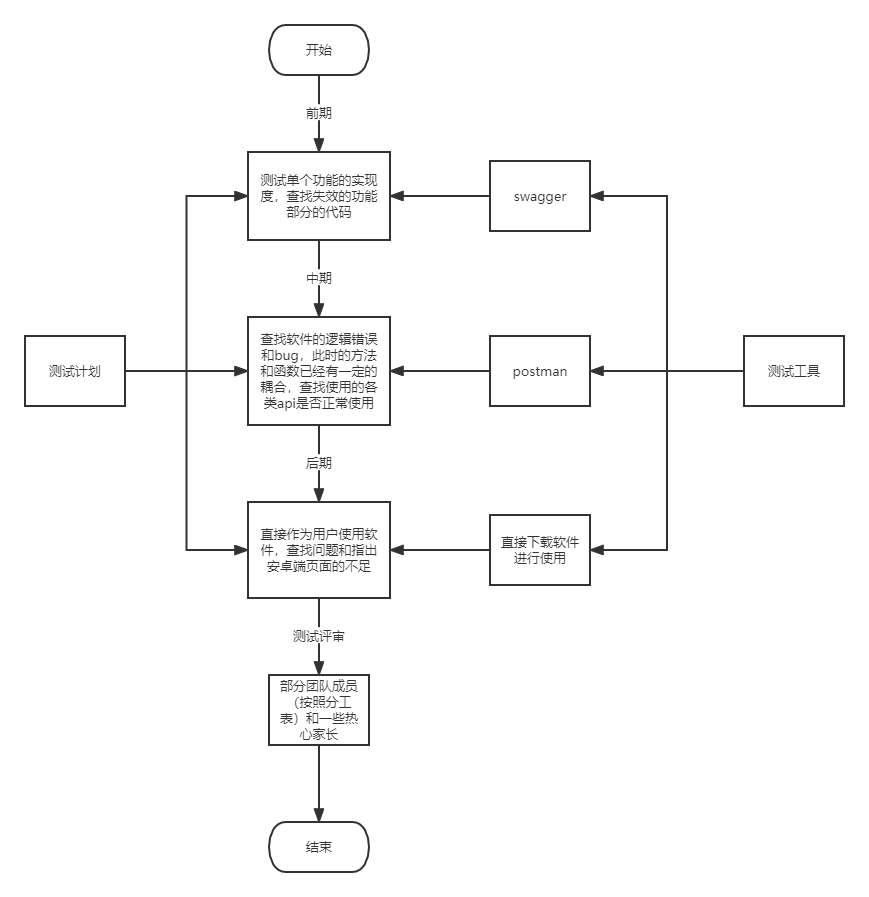 开始
前期
测试单个功能的实现
度，查找失效的功能
部分的代码
swagger
中期
测试计划
查找软件的逻辑错误
和bug，此时的方法
和函数已经有一定的
耦合，查找使用的各
类api是否正常使用
postman
测试工具
后期
直接作为用户使用软
件，查找问题和指出
安卓端页面的不足
直接下载软件
进行使用
测试评审
部分团队成员
（按照分工
表）和一些热
心家长
结束